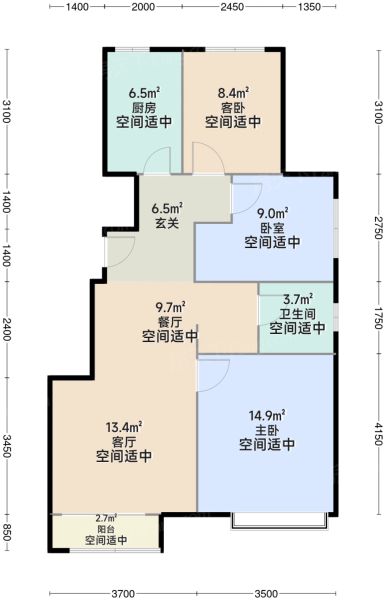 1400 2000 2450 1350
3100
1400
1400
2400
3450
850
6.5㎡
厨房
空间适中
8.4㎡
客卧
空间适中
3100
2750
1750
4150
6.5㎡
玄关
9.0㎡
卧室
空间适中
9.7㎡
餐厅
空间适中
3.7㎡
卫生间
空间适中
13.4㎡
客厅
空间适中
14.9㎡
主卧
空间适中
2.7㎡
阳台
空间适中
3700 3500